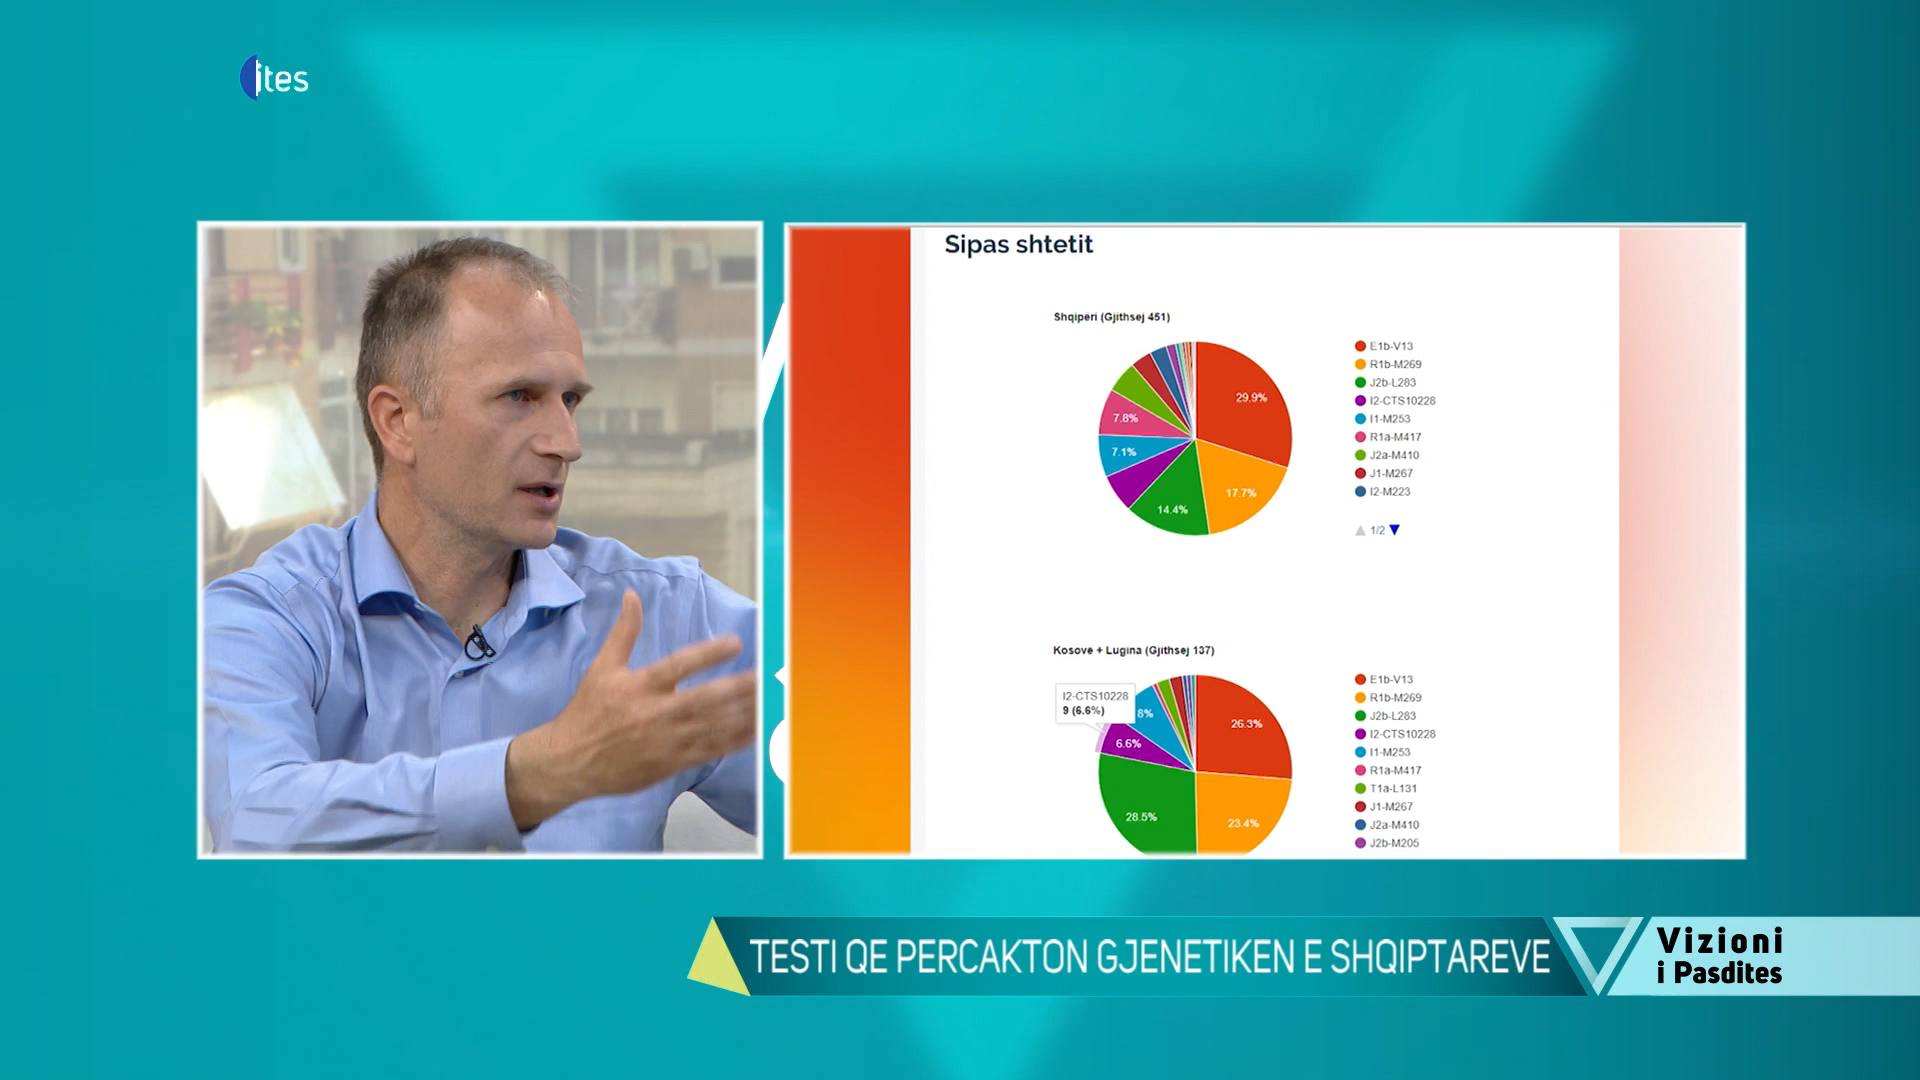 ites
Sipas shtetit
Shqiperi (Gjithsej 451)
29.9%
17.7%
14.4%
7.1%
7.8%
E1b-V13
R1b-M269
J2b-L283
I2-CTS10228
I1-M253
R1a-M417
J2a-M410
J1-M267
I2-M223
1/2
Kosove + Lugina (Gjithsej 137)
I2-CTS10228
9 (6.6%)
8%
6.6%
28.5%
26.3%
23.4%
E1b-V13
R1b-M269
J2b-L283
I2-CTS10228
I1-M253
R1a-M417
T1a-L131
J1-M267
J2a-M410
J2b-M205
TESTI QE PERCAKTON GJENETIKEN E SHQIPTAREVE
Vizioni
i Pasdites